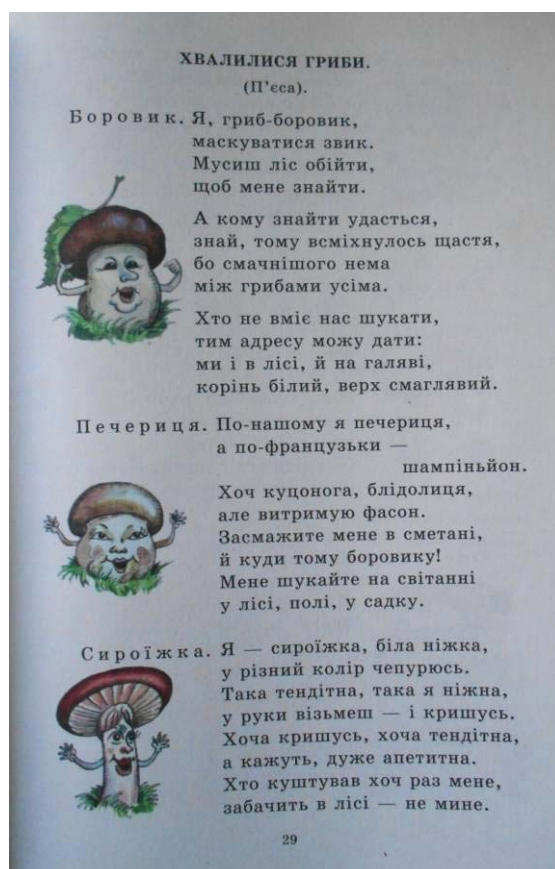 ХВАЛИЛИСЯ ГРИБИ.
(П'єса).
Боровик. Я, гриб-боровик,
маскуватися звик.
Мусиш ліс обійти,
щоб мене знайти.
А кому знайти удасться,
знай, тому всміхнулось щастя,
бо смачнішого нема
між грибами усіма.
Хто не вміє нас шукати,
тим адресу можу дати:
ми і в лісі, й на галяві,
корінь білий, верх смаглявий.
Печериця. По-нашому я печериця,
а по-французьки —
шампіньйон.
Хоч куцонога, блідолиця,
але витримую фасон.
Засмажите мене в сметані,
й куди тому боровику!
Мене шукайте на світанні
у лісі, полі, у садку.
Сироїжка. Я — сироїжка, біла ніжка,
у різний колір чепурюсь.
Така тендітна, така я ніжна,
у руки візьмеш — і кришусь.
Хоча кришусь, хоча тендітна,
а кажуть, дуже апетитна.
Хто куштував хоч раз мене,
забачить в лісі — не мине.
29